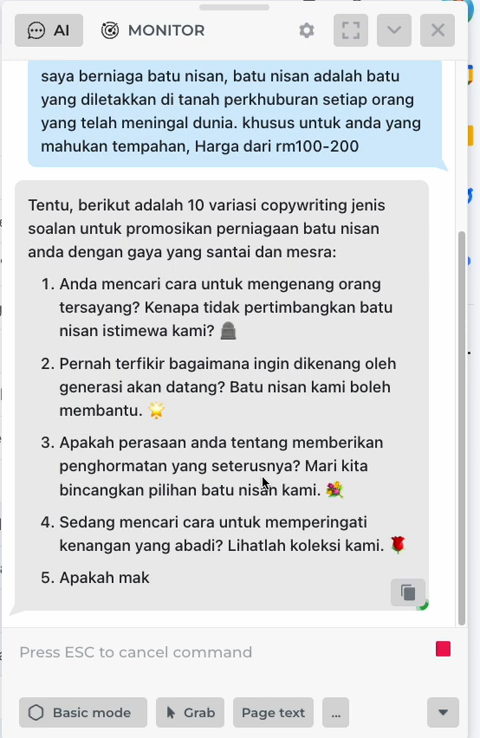 AI
MONITOR
saya berniaga batu nisan, batu nisan adalah batu
yang diletakkan di tanah perkhuburan setiap orang
yang telah meningal dunia. khusus untuk anda yang
mahukan tempahan, Harga dari rm100-200
Tentu, berikut adalah 10 variasi copywriting jenis
soalan untuk promosikan perniagaan batu nisan
anda dengan gaya yang santai dan mesra:
1. Anda mencari cara untuk mengenang orang
tersayang? Kenapa tidak pertimbangkan batu
nisan istimewa kami? 🪦
2. Pernah terfikir bagaimana ingin dikenang oleh
generasi akan datang? Batu nisan kami boleh
membantu. 🌟
3. Apakah perasaan anda tentang memberikan
penghormatan yang seterusnya? Mari kita
bincangkan pilihan batu nisan kami. 💐
4. Sedang mencari cara untuk memperingati
kenangan yang abadi? Lihatlah koleksi kami. 🌹
5. Apakah mak
Press ESC to cancel command
Basic mode
Grab
Page text
...